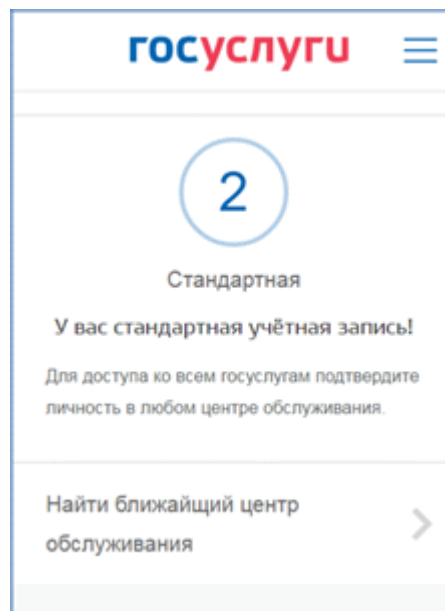 госуслуги
2
Стандартная
У вас стандартная учётная запись!
Для доступа ко всем госуслугам подтвердите
личность в любом центре обслуживания.
Найти ближайщий центр
обслуживания